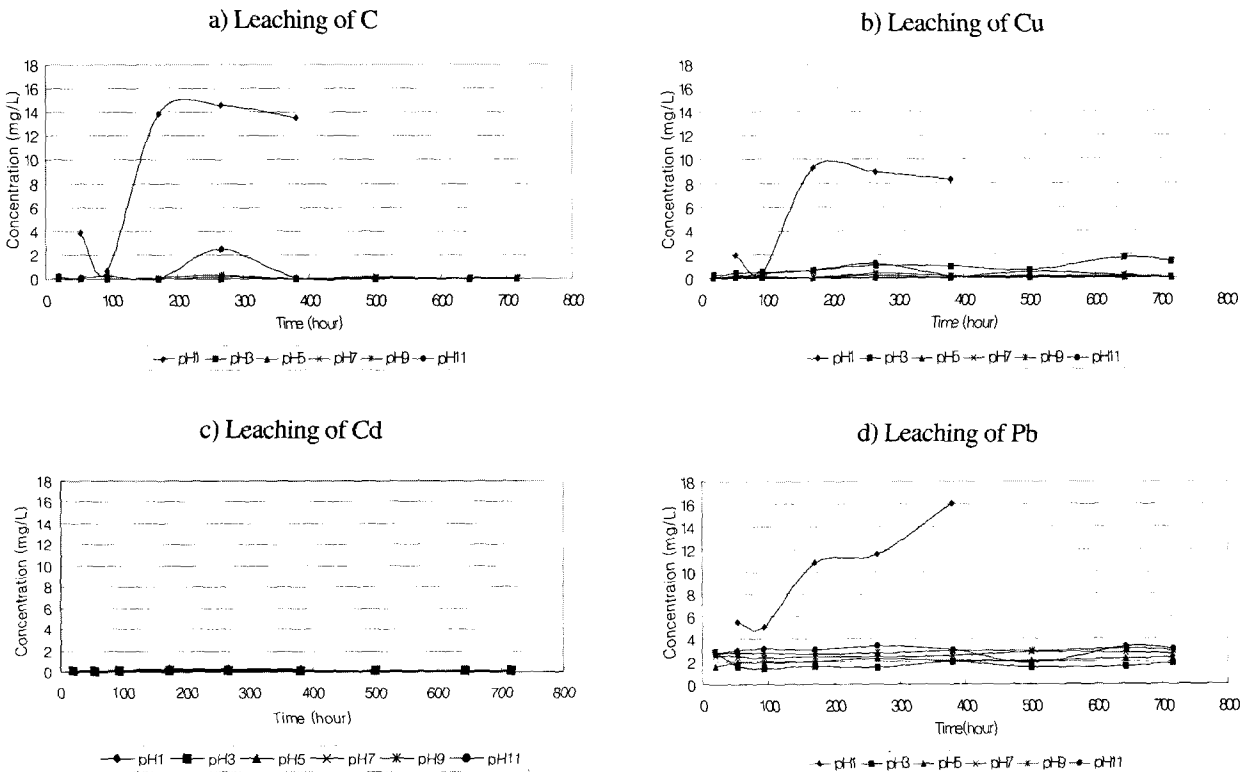 a) Leaching of C
Concentration (mg/L)
18
16
14
12
10
8
6
4
2
0
0 100 200 300 400 500 600 700 800
Time (hour)
pH1 pH3 pH5 pH7 pH9 pH11
b) Leaching of Cu
Concentration (mg/L)
18
16
14
12
10
8
6
4
2
0
0 100 200 300 400 500 600 700 800
Time (hour)
pH1 pH3 pH5 pH7 pH9 pH11
c) Leaching of Cd
Concentration (mg/L)
18
16
14
12
10
8
6
4
2
0
0 100 200 300 400 500 600 700 800
Time (hour)
pH1 pH3 pH5 pH7 pH9 pH11
d) Leaching of Pb
Concentraion (mg/L)
18
16
14
12
10
8
6
4
2
0
0 100 200 300 400 500 600 700 800
Time(hour)
pH1 pH3 pH5 pH7 pH9 pH11